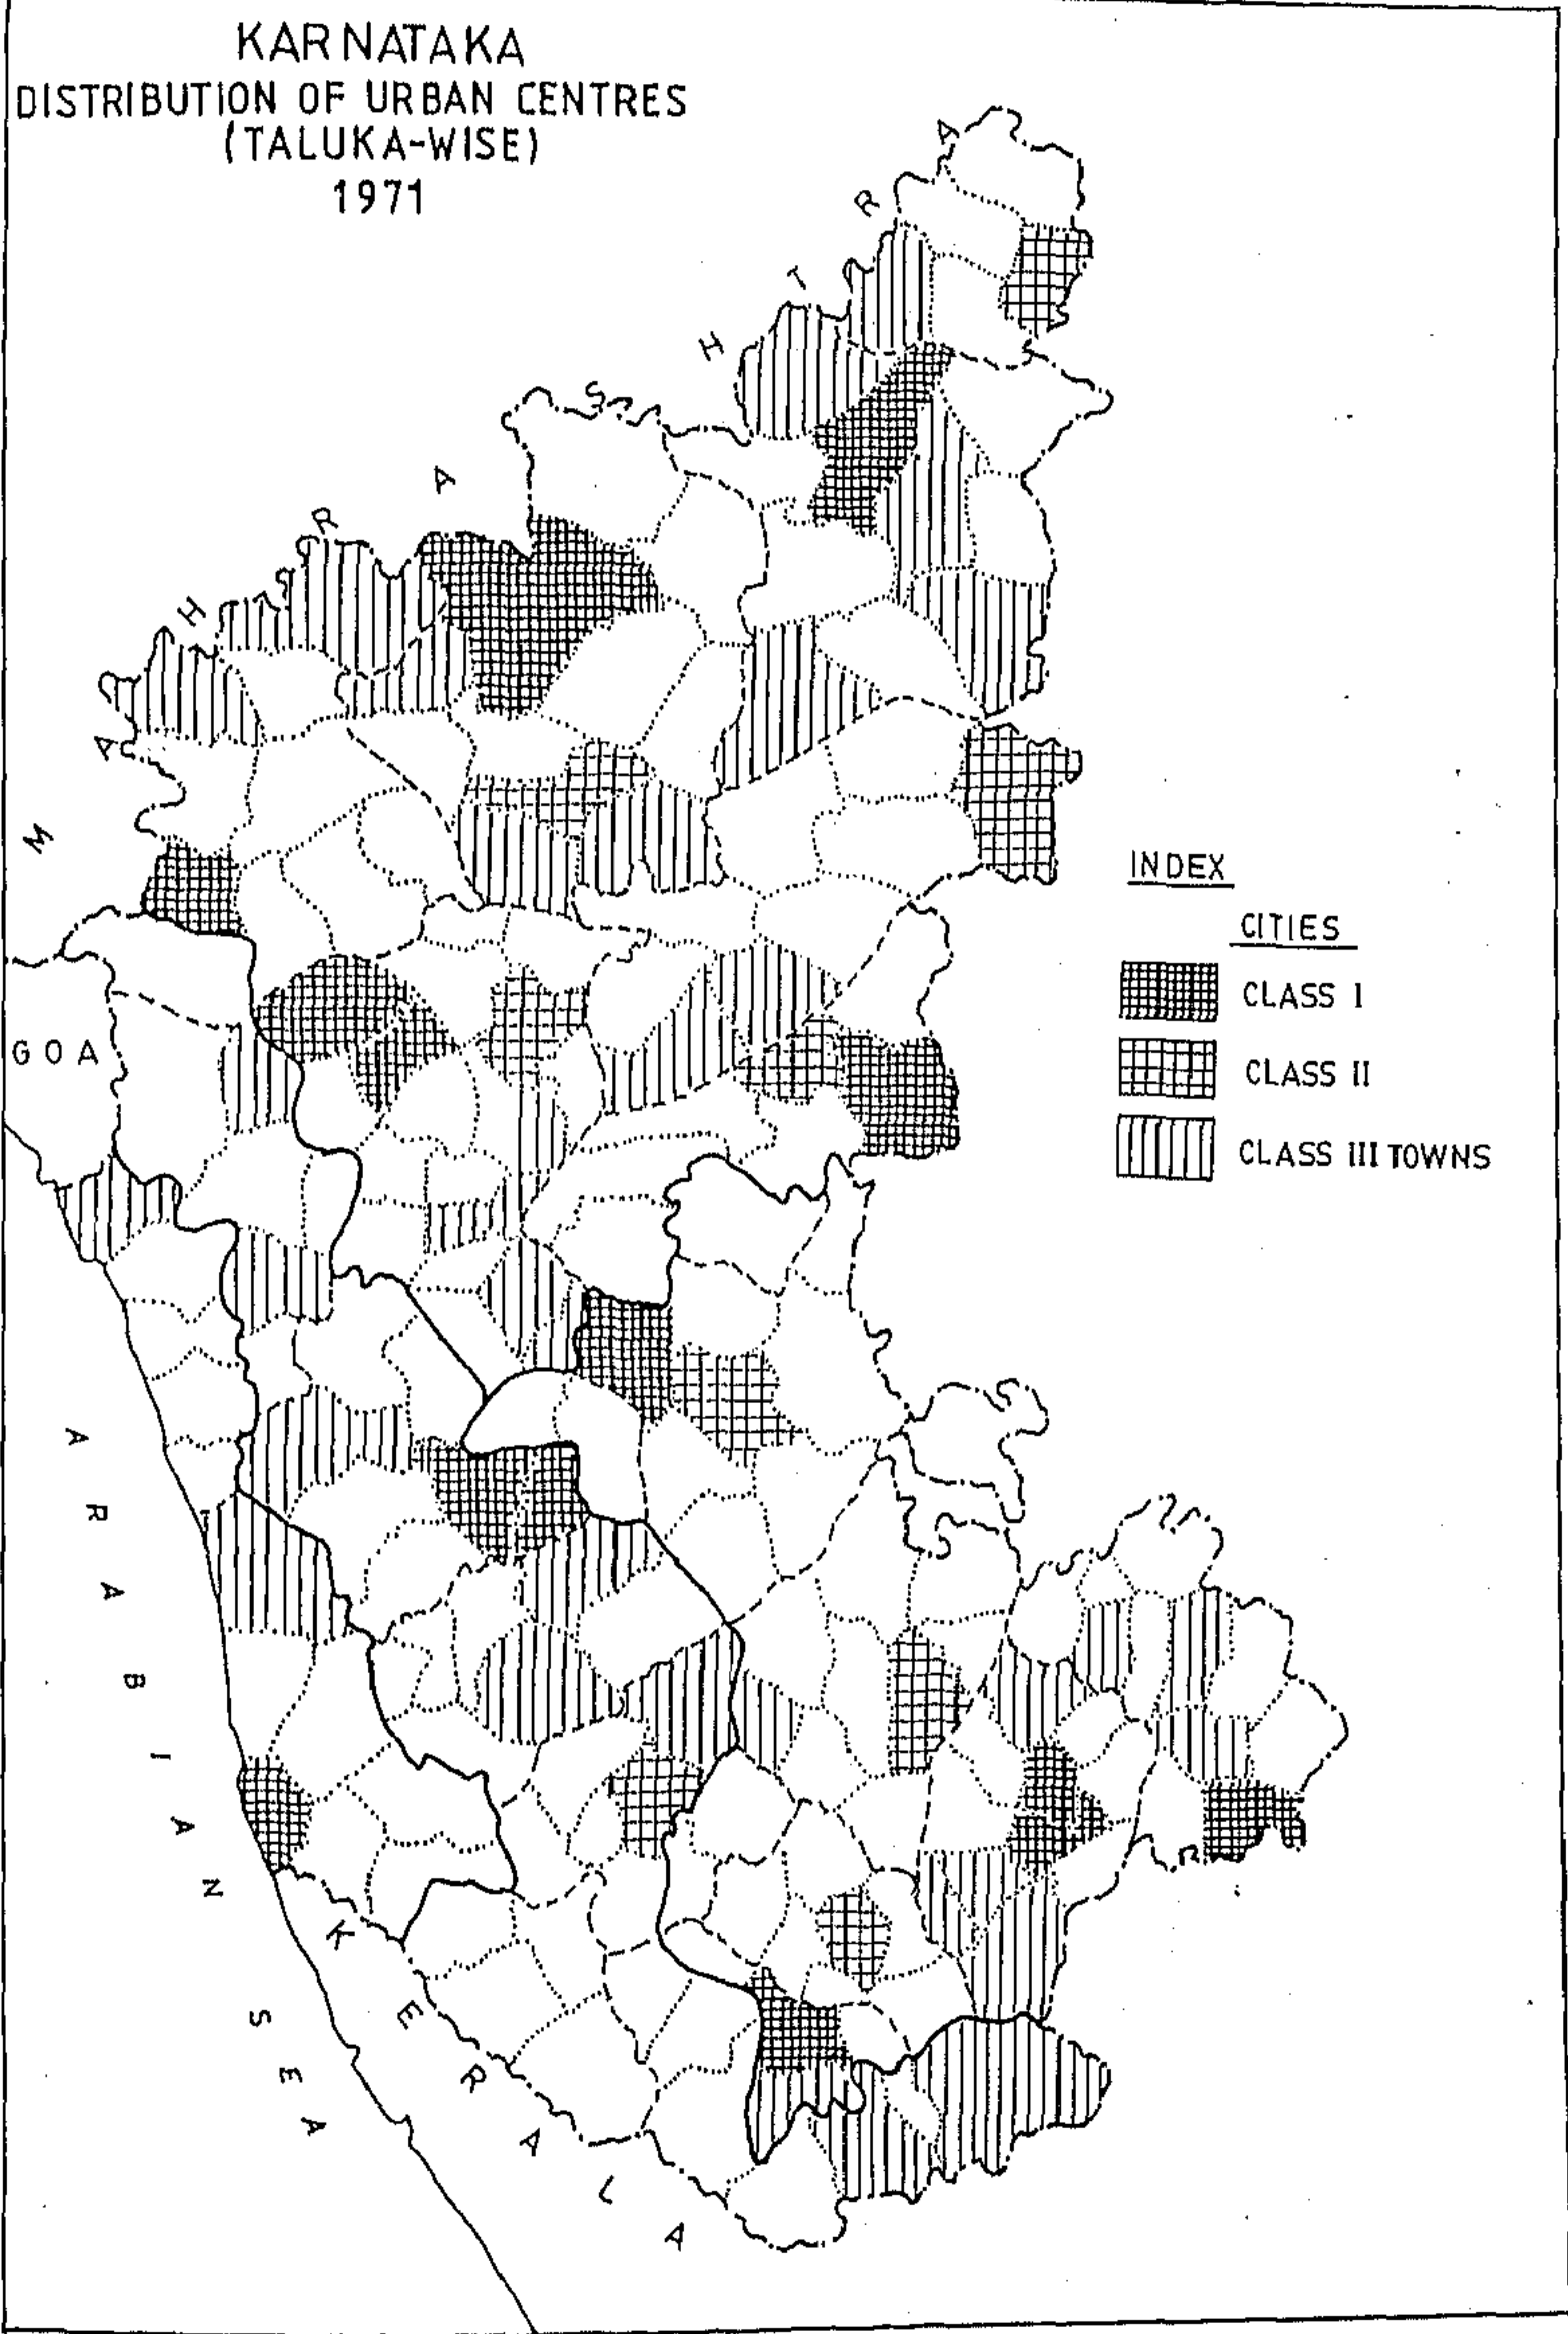 KARNATAKA
DISTRIBUTION OF URBAN CENTRES
(TALUKA-WISE)
1971
MAHARASHTRA
GOA
ARABIAN SEA
KERALA
INDEX
CITIES
CLASS I
CLASS II
CLASS III TOWNS